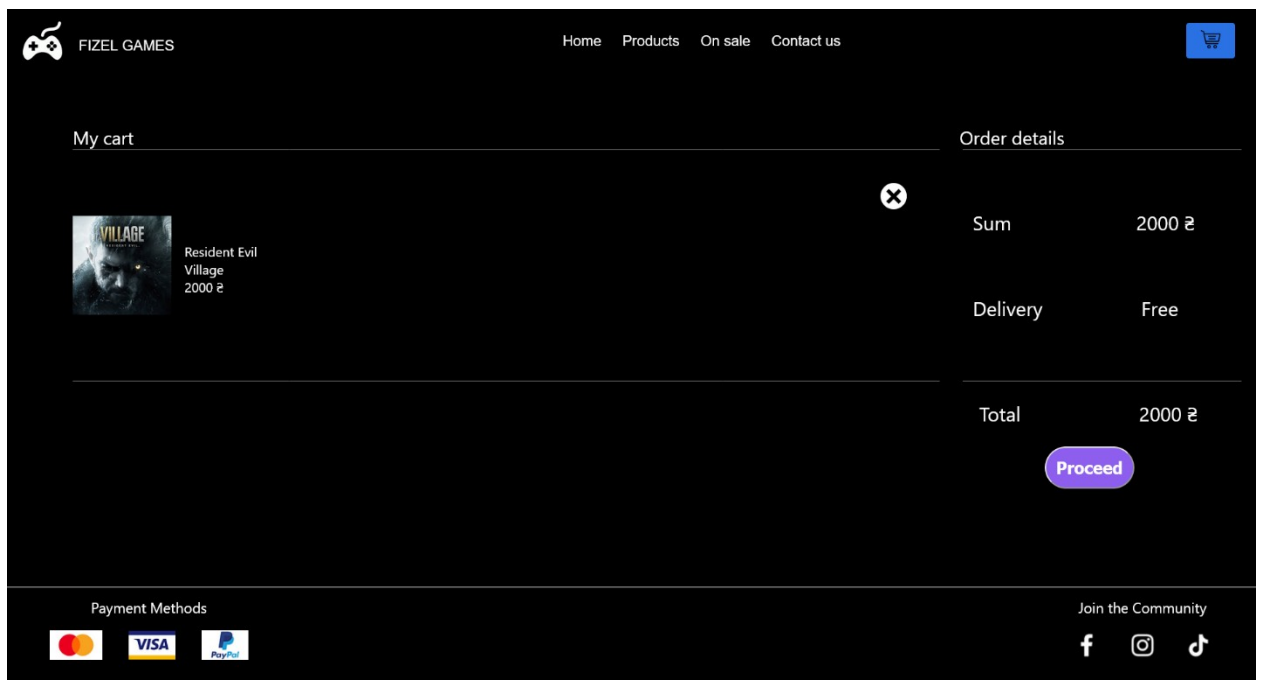 FIZEL GAMES
Home Products On sale Contact us
My cart
Order details
VILLAGE
Resident Evil
Village
2000 ₴
Sum 2000 ₴
Delivery Free
Total 2000 ₴
Proceed
Payment Methods
VISA
PayPal
Join the Community